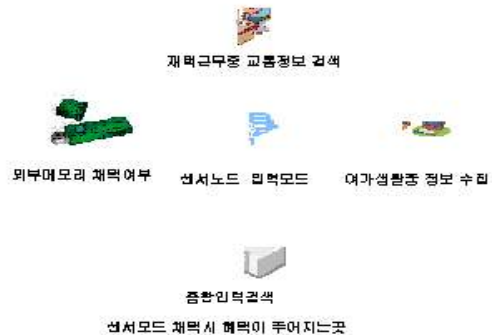 재택근무중 교통정보 검색
외부메모리 채택여부
센서노드 입력모드
여가생활중 정보 수집
종합인력검색
센서모드 채택시 혜택이 주어지는곳